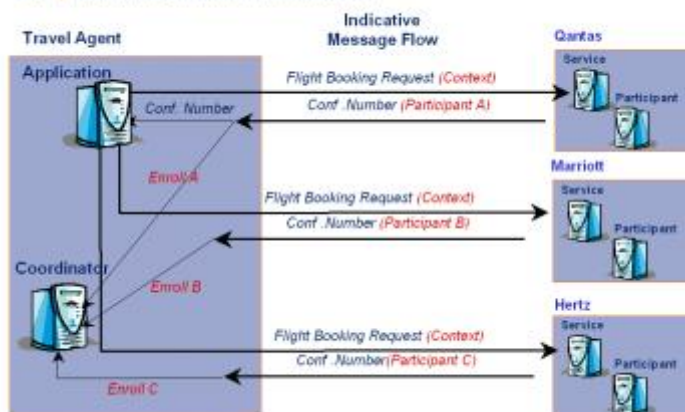 Indicative
Message Flow
Travel Agent
Qantas
Application
Service
Participant
Flight Booking Request (Context)
Conf. Number
Conf .Number (Participant A)
Enroll A
Marriott
Service
Participant
Flight Booking Request (Context)
Conf .Number (Participant B)
Coordinator
Enroll B
Hertz
Service
Participant
Flight Booking Request (Context)
Conf .Number(Participant C)
Enroll C